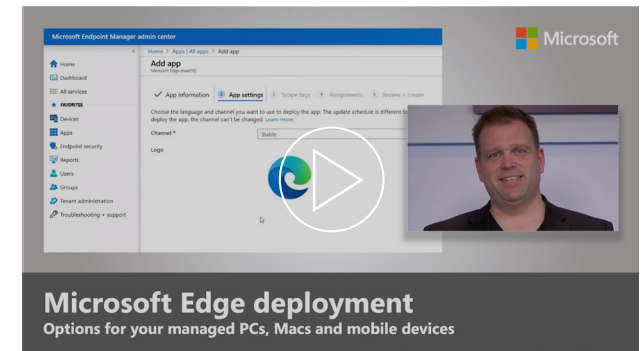 Microsoft Endpoint Manager admin center
Microsoft
Home > Apps | All apps > Add app
Add app
Microsoft Edge (macOS)
Home
Dashboard
All services
FAVORITES
Devices
Apps
Endpoint security
Reports
Users
Groups
Tenant administration
Troubleshooting + support
App information 2 App settings 3 Scope tags 4 Assignments 5 Review + create
Choose the language and channel you want to use to deploy the app. The update schedule is different fo
deploy the app, the channel can't be changed. Learn more.
Channel * Stable
Logo
Microsoft Edge deployment
Options for your managed PCs, Macs and mobile devices